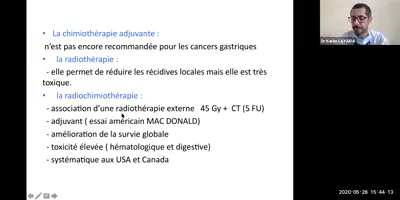 • La chimiothérapie adjuvante :
n'est pas encore recommandée pour les cancers gastriques
• la radiothérapie :
- elle permet de réduire les récidives locales mais elle est très
toxique.
• la radiochimiothérapie :
- association d'une radiothérapie externe 45 Gy + CT (5 FU)
- adjuvant ( essai américain MAC DONALD)
- amélioration de la survie globale
- toxicité élevée ( hématologique et digestive)
- systématique aux USA et Canada
2020-05-28 15:44:13